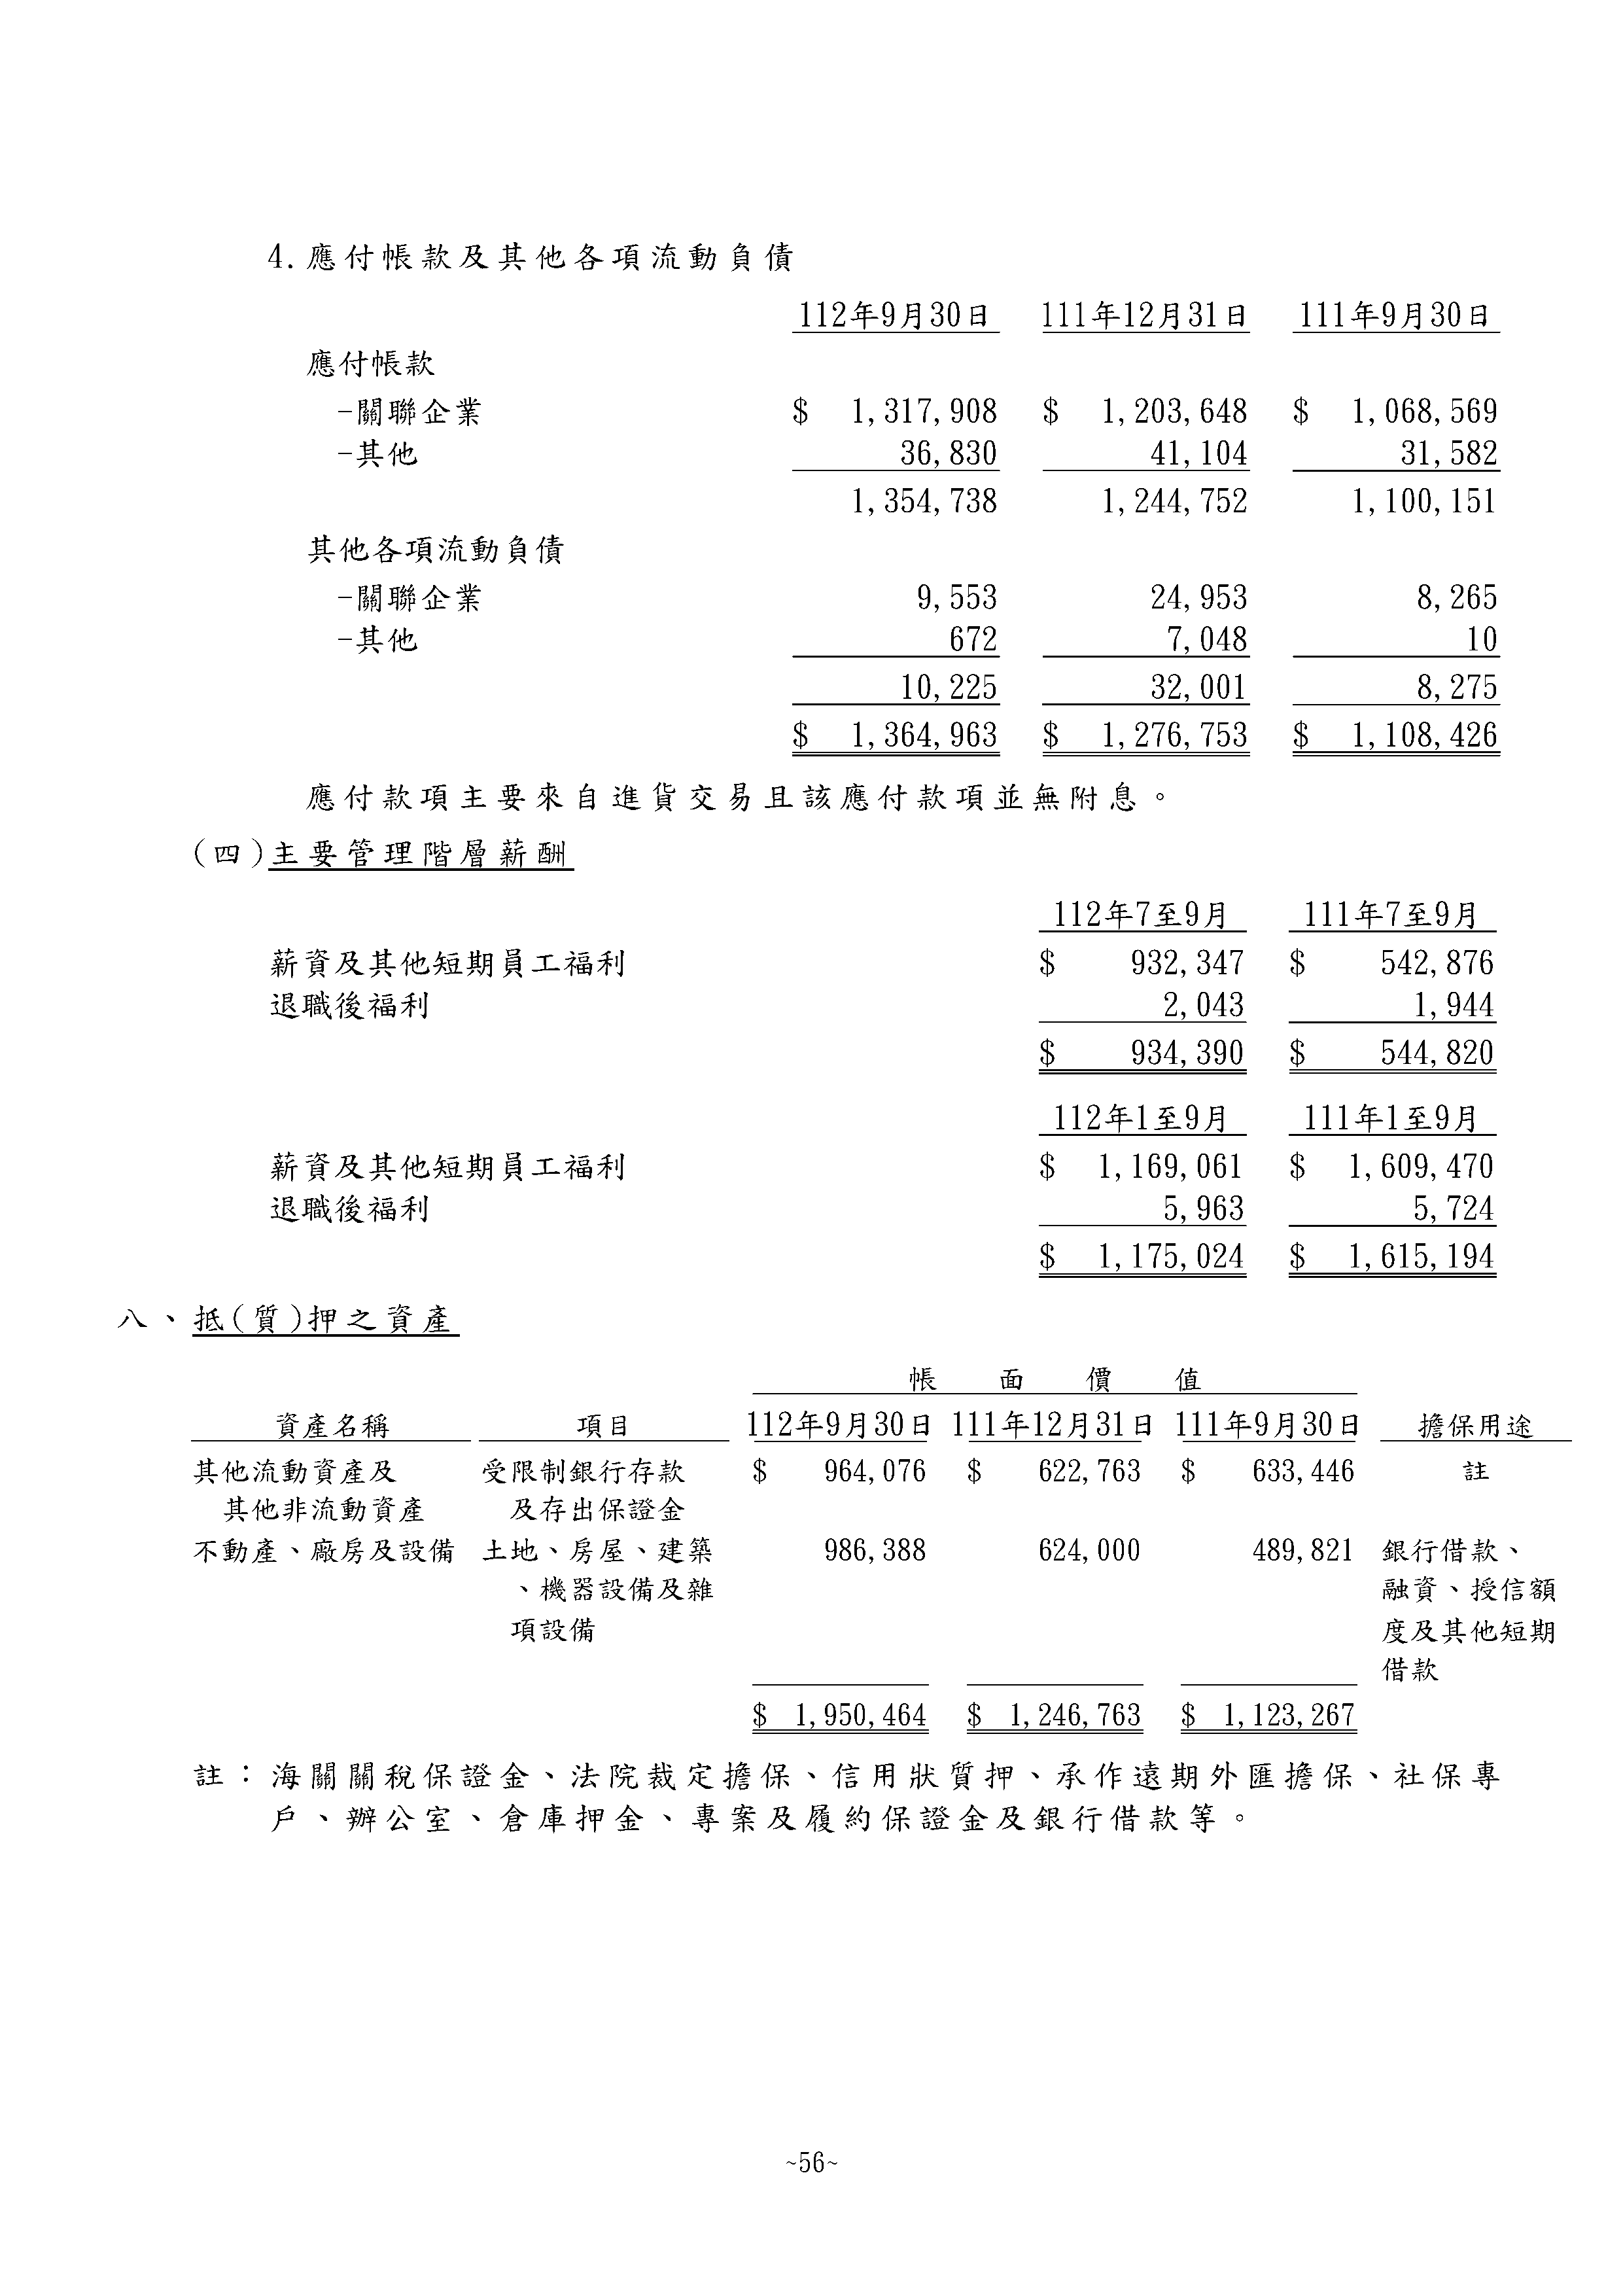 4.應付帳款及其他各項流動負債
112年9月30日 111年12月31日 111年9月30日
應付帳款
-關聯企業 $ 1,317,908 $ 1,203,648 $ 1,068,569
-其他 36,830 41,104 31,582
1,354,738 1,244,752 1,100,151
其他各項流動負債
-關聯企業 9,553 24,953 8,265
-其他 672 7,048 10
10,225 32,001 8,275
$ 1,364,963 $ 1,276,753 $ 1,108,426
應付款項主要來自進貨交易且該應付款項並無附息。
(四)主要管理階層薪酬
112年7至9月 111年7至9月
薪資及其他短期員工福利 $ 932,347 $ 542,876
退職後福利 2,043 1,944
$ 934,390 $ 544,820
112年1至9月 111年1至9月
薪資及其他短期員工福利 $ 1,169,061 $ 1,609,470
退職後福利 5,963 5,724
$ 1,175,024 $ 1,615,194
八、抵(質)押之資產
帳面價值
資產名稱 項目 112年9月30日 111年12月31日 111年9月30日 擔保用途
其他流動資產及 受限制銀行存款 $ 964,076 $ 622,763 $ 633,446 註
其他非流動資產 及存出保證金
不動產、廠房及設備 土地、房屋、建築 986,388 624,000 489,821 銀行借款、
、機器設備及雜 融資、授信額
項設備 度及其他短期
借款
$ 1,950,464 $ 1,246,763 $ 1,123,267
註：海關關稅保證金、法院裁定擔保、信用狀質押、承作遠期外匯擔保、社保專
戶、辦公室、倉庫押金、專案及履約保證金及銀行借款等。
~56~